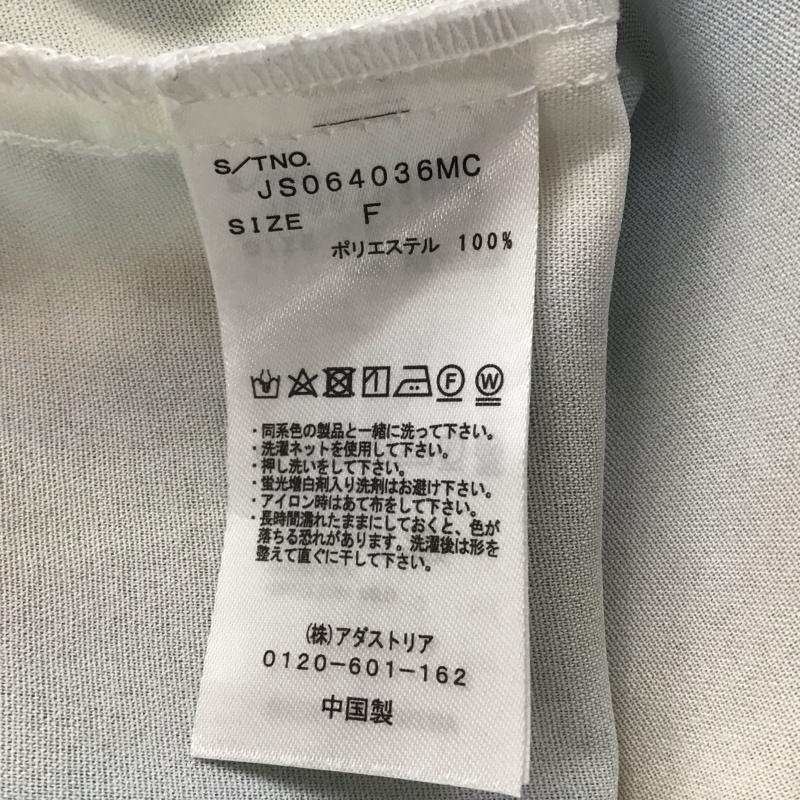 S/TNO.
JS064036MC
SIZE F
ポリエステル 100%
F W
・同系色の製品と一緒に洗って下さい。
・洗濯ネットを使用して下さい。
・押し洗いをして下さい。
・蛍光増白剤入り洗剤はお避け下さい。
・アイロン時はあて布をして下さい。
・長時間濡れたままにしておくと、色が
落ちる恐れがあります。洗濯後は形を
整えて直ぐに干して下さい。
(株)アダストリア
0120-601-162
中国製